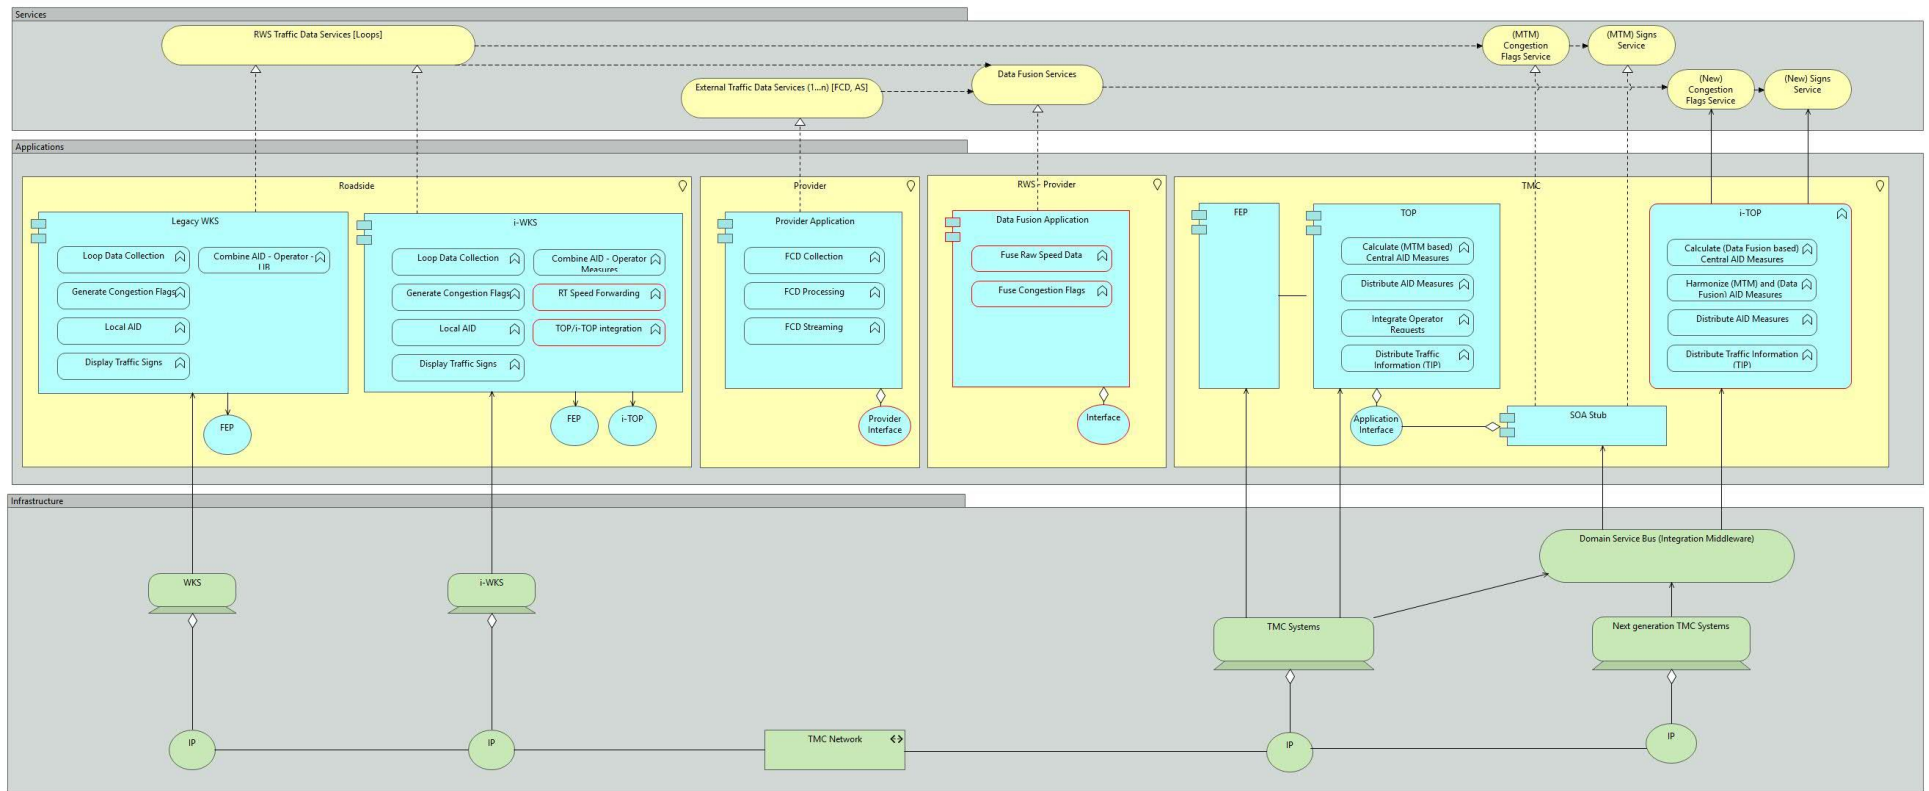 Services
RWS Traffic Data Services [Loops]
(MTM)
Congestion
Flags Service
(MTM) Signs
Service
External Traffic Data Services (1...n) [FCD, AS]
Data Fusion Services
(New)
Congestion
Flags Service
(New) Signs
Service
Applications
Roadside
Legacy WKS
Loop Data Collection
Combine AID - Operator -
Generate Congestion Flags
Local AID
Display Traffic Signs
FEP
i-WKS
Loop Data Collection
Combine AID - Operator
Measures
Generate Congestion Flags
RT Speed Forwarding
Local AID
TOP/i-TOP integration
Display Traffic Signs
FEP
i-TOP
Provider
Provider Application
FCD Collection
FCD Processing
FCD Streaming
Provider
Interface
RWS - Provider
Data Fusion Application
Fuse Raw Speed Data
Fuse Congestion Flags
Interface
TMC
FEP
TOP
Calculate (MTM based)
Central AID Measures
Distribute AID Measures
Integrate Operator
Requests
Distribute Traffic
Information (TIP)
Application
Interface
SOA Stub
i-TOP
Calculate (Data Fusion based)
Central AID Measures
Harmonize (MTM) and (Data
Fusion) AID Measures
Distribute AID Measures
Distribute Traffic Information
(TIP)
Infrastructure
Domain Service Bus (Integration Middleware)
WKS
i-WKS
TMC Systems
Next generation TMC Systems
IP
IP
TMC Network
IP
IP